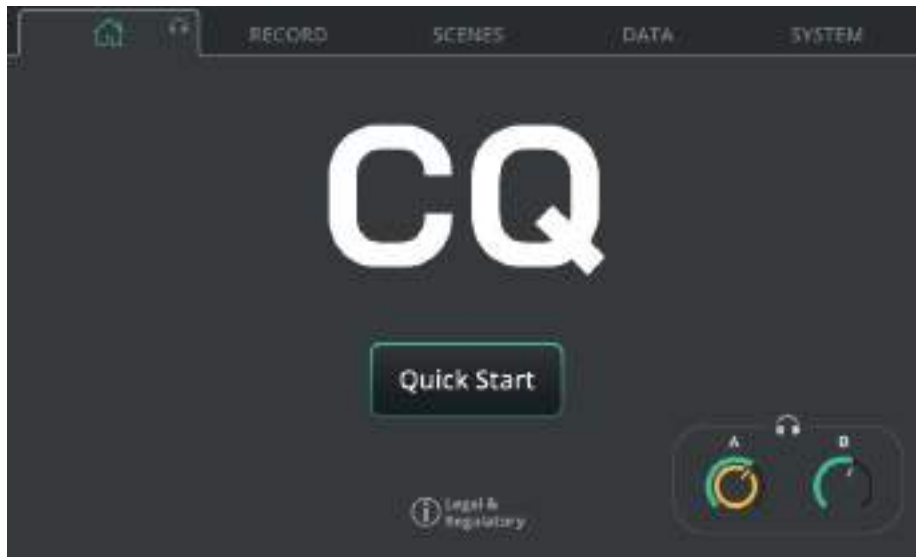 RECORD
SCENES
DATA
SYSTEM
CQ
Quick Start
A
B
Legal &
Regulatory